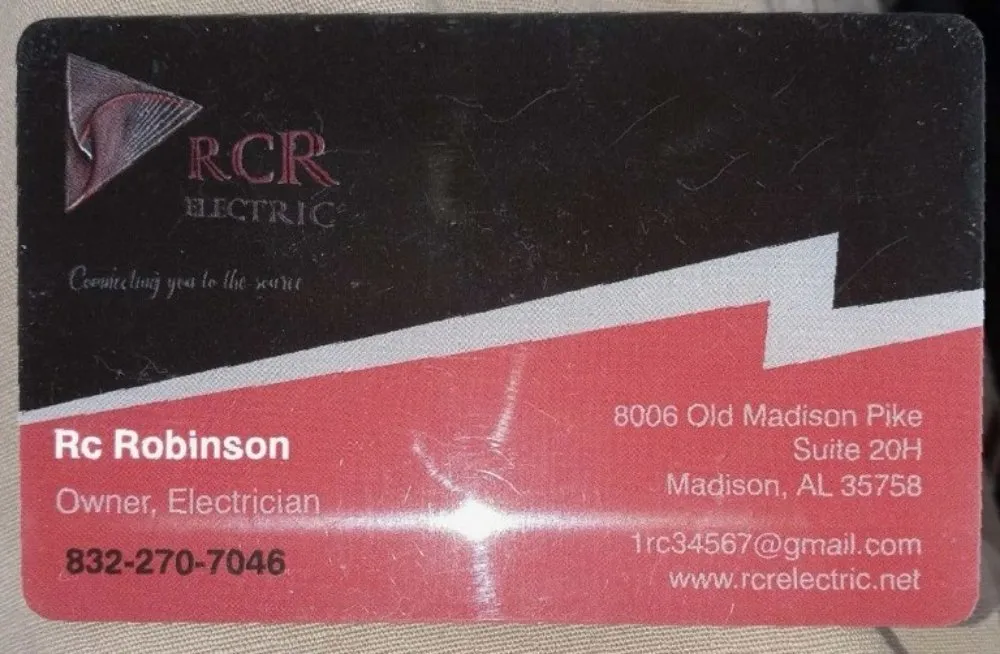 RCR
ELECTRIC
Connecting you to the source
Rc Robinson
Owner, Electrician
832-270-7046
8006 Old Madison Pike
Suite 20H
Madison, AL 35758
1rc34567@gmail.com
www.rcrelectric.net